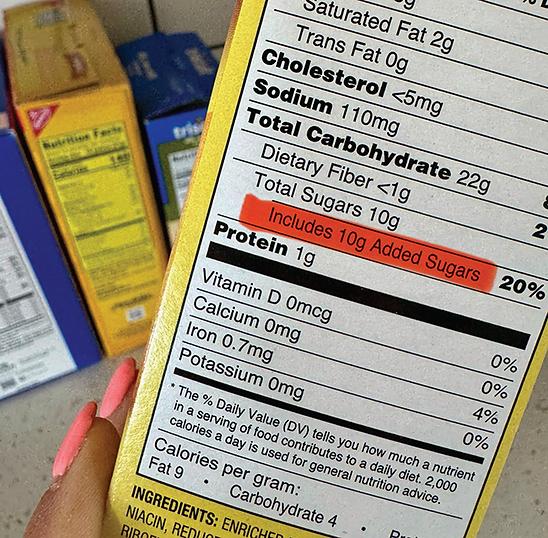 Saturated Fat 2g
Trans Fat 0g
Cholesterol <5mg
Sodium 110mg
Total Carbohydrate 22g
Dietary Fiber <1g
Total Sugars 10g 2
Includes 10g Added Sugars 20%
Protein 1g
Vitamin D 0mcg 0%
Calcium 0mg 0%
Iron 0.7mg 4%
Potassium 0mg 0%
* The % Daily Value (DV) tells you how much a nutrient
in a serving of food contributes to a daily diet. 2,000
calories a day is used for general nutrition advice.
Calories per gram:
Fat 9 • Carbohydrate 4 •
INGREDIENTS: ENRICHED
NIACIN,
Nutrition Facts
Calories